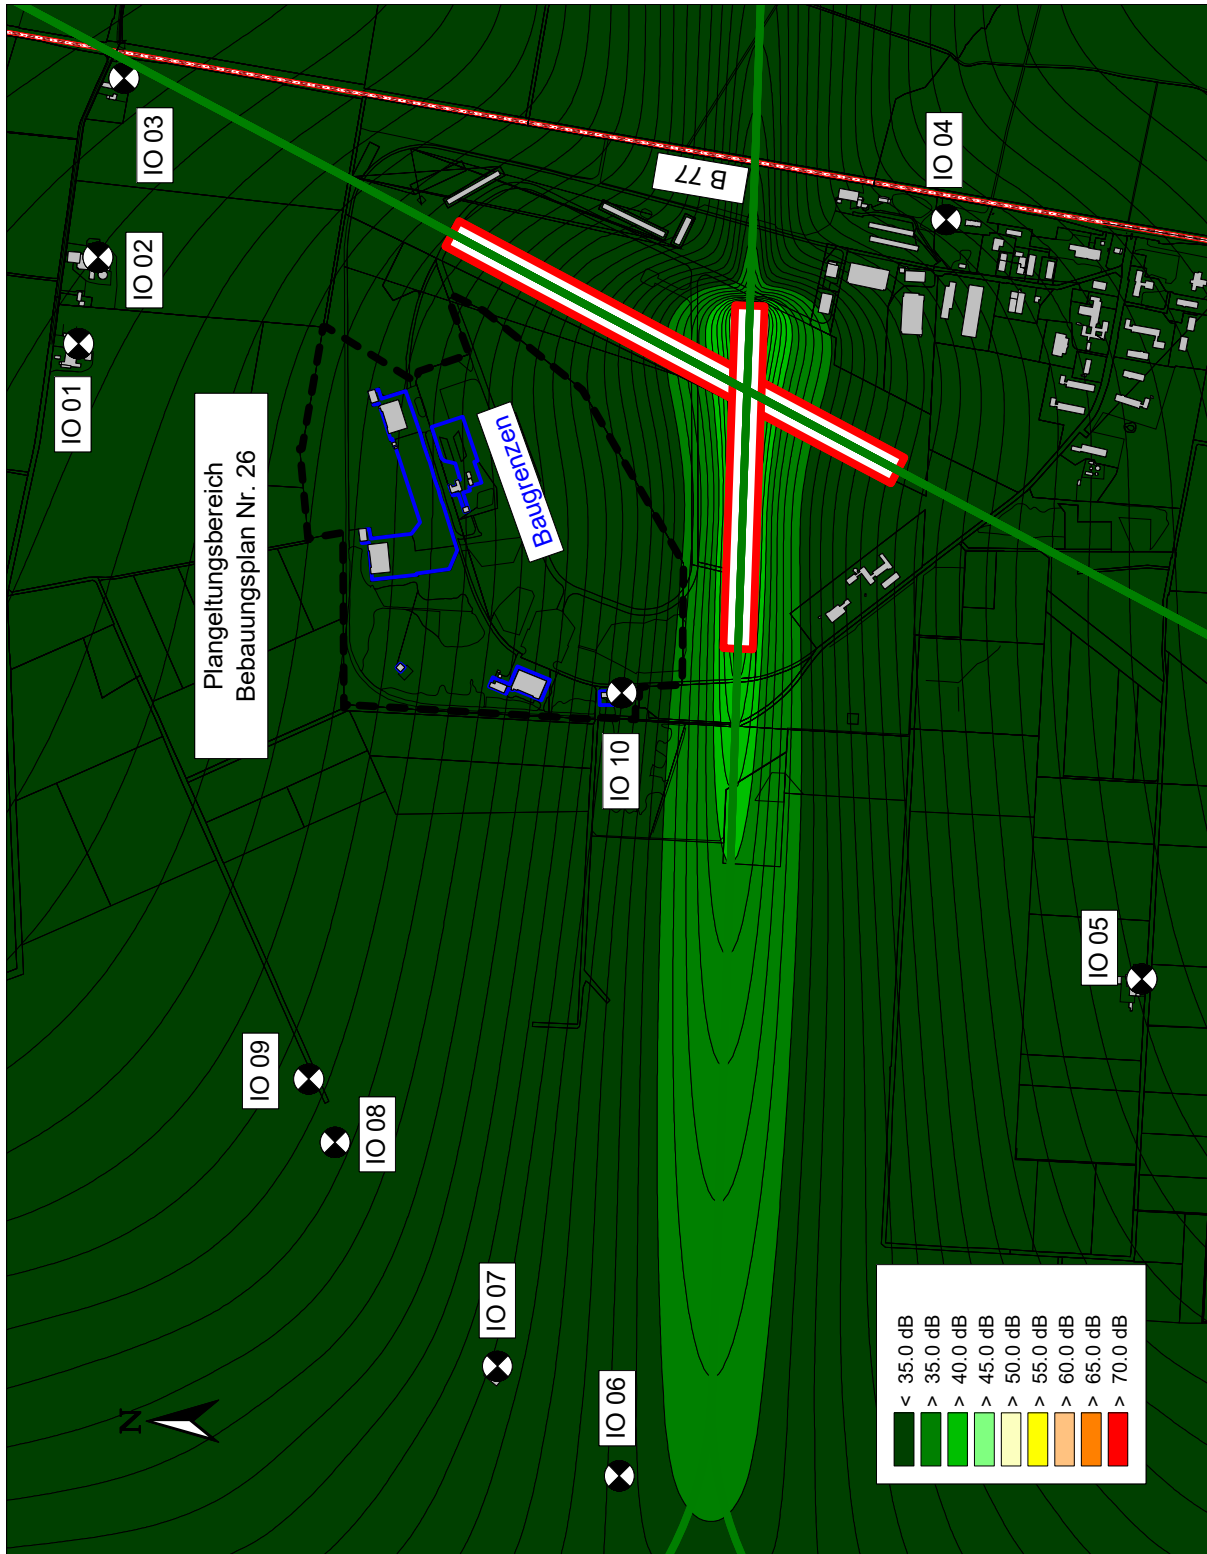 IO 01
IO 02
IO 03
Plangeltungsbereich
Bebauungsplan Nr. 26
Baugrenzen
B 77
IO 04
IO 10
IO 09
IO 08
IO 07
IO 06
IO 05
N
< 35.0 dB
> 35.0 dB
> 40.0 dB
> 45.0 dB
> 50.0 dB
> 55.0 dB
> 60.0 dB
> 65.0 dB
> 70.0 dB